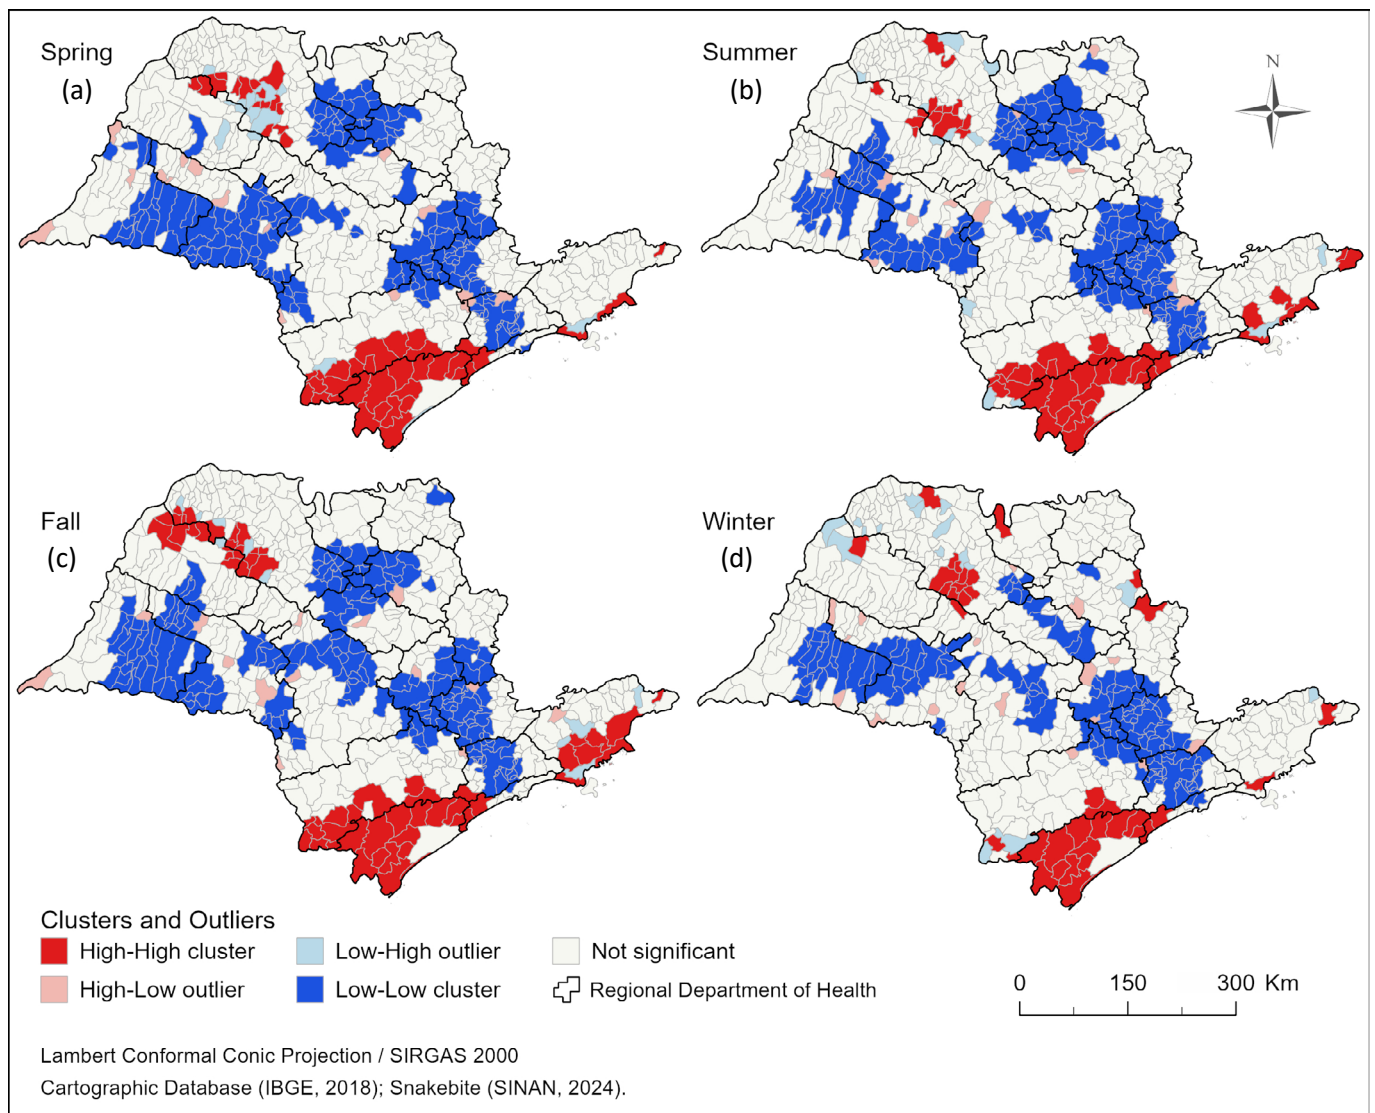 Spring
(a)
Summer
(b)
N
Fall
(c)
Winter
(d)
Clusters and Outliers
High-High cluster
Low-High outlier
Not significant
High-Low outlier
Low-Low cluster
Regional Department of Health
0 150 300 Km
Lambert Conformal Conic Projection / SIRGAS 2000
Cartographic Database (IBGE, 2018); Snakebite (SINAN, 2024).